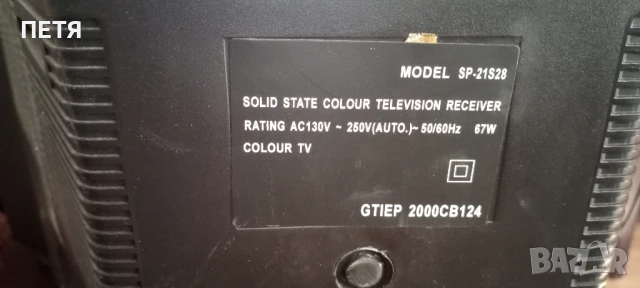 ПЕТЯ
MODEL SP-21S28
SOLID STATE COLOUR TELEVISION RECEIVER
RATING AC130V ~ 250V(AUTO.)~ 50/60Hz 67W
COLOUR TV
GTIEP 2000CB124
BAZAR